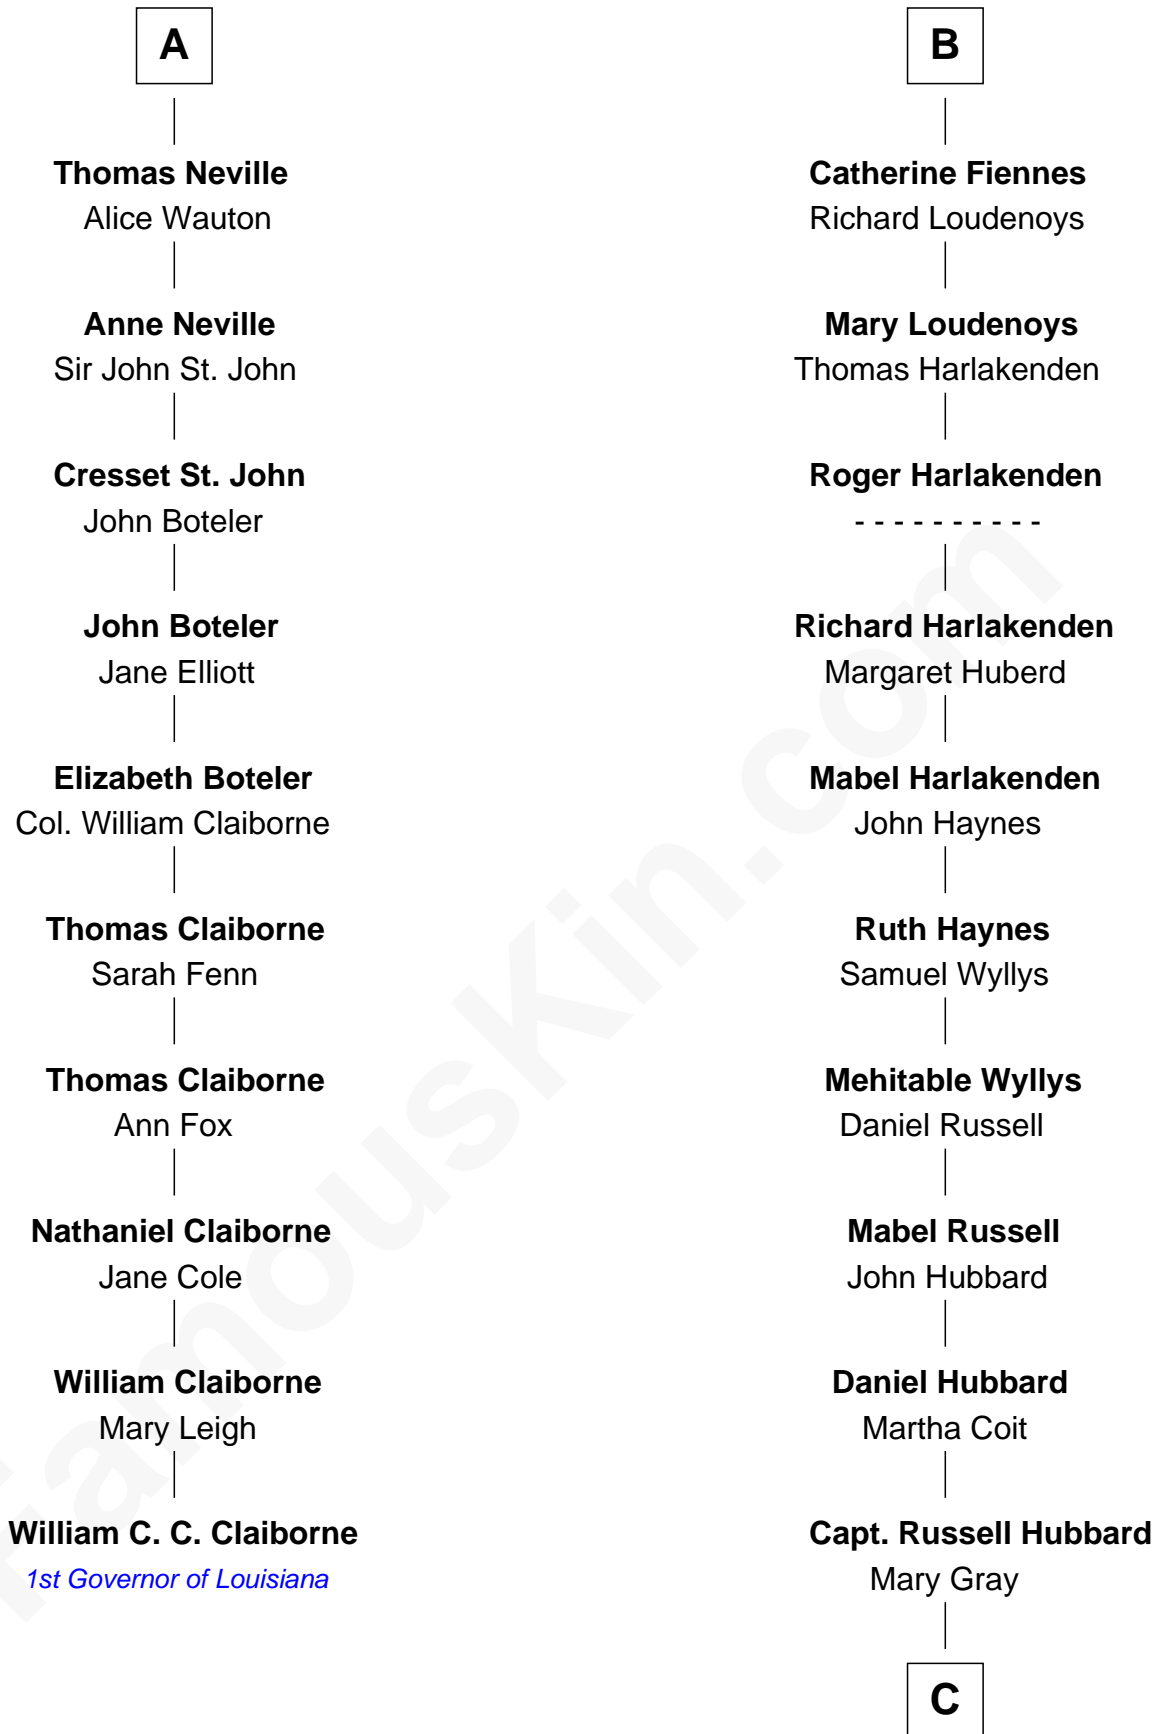 A
Thomas Neville
Alice Wauton
Anne Neville
Sir John St. John
Cresset St. John
John Boteler
John Boteler
Jane Elliott
Elizabeth Boteler
Col. William Claiborne
Thomas Claiborne
Sarah Fenn
Thomas Claiborne
Ann Fox
Nathaniel Claiborne
Jane Cole
William Claiborne
Mary Leigh
William C. C. Claiborne
1st Governor of Louisiana
B
Catherine Fiennes
Richard Loudenoys
Mary Loudenoys
Thomas Harlakenden
Roger Harlakenden
- - - - - - - - - -
Richard Harlakenden
Margaret Huberd
Mabel Harlakenden
John Haynes
Ruth Haynes
Samuel Wyllys
Mehitable Wyllys
Daniel Russell
Mabel Russell
John Hubbard
Daniel Hubbard
Martha Coit
Capt. Russell Hubbard
Mary Gray
C
famouskin.com